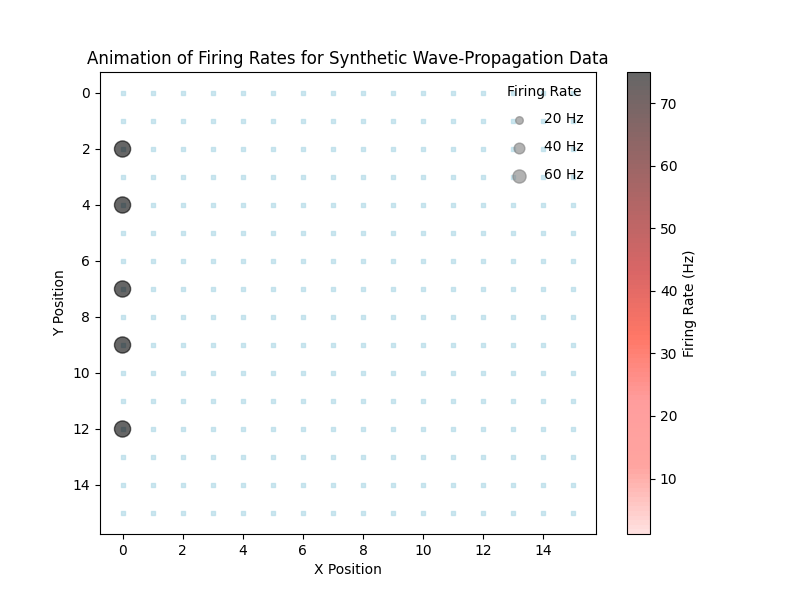 Animation of Firing Rates for Synthetic Wave-Propagation Data
Firing Rate
20 Hz
40 Hz
60 Hz
0
2
4
6
8
10
12
14
Y Position
0 2 4 6 8 10 12 14
X Position
70
60
50
40
30
20
10
Firing Rate (Hz)